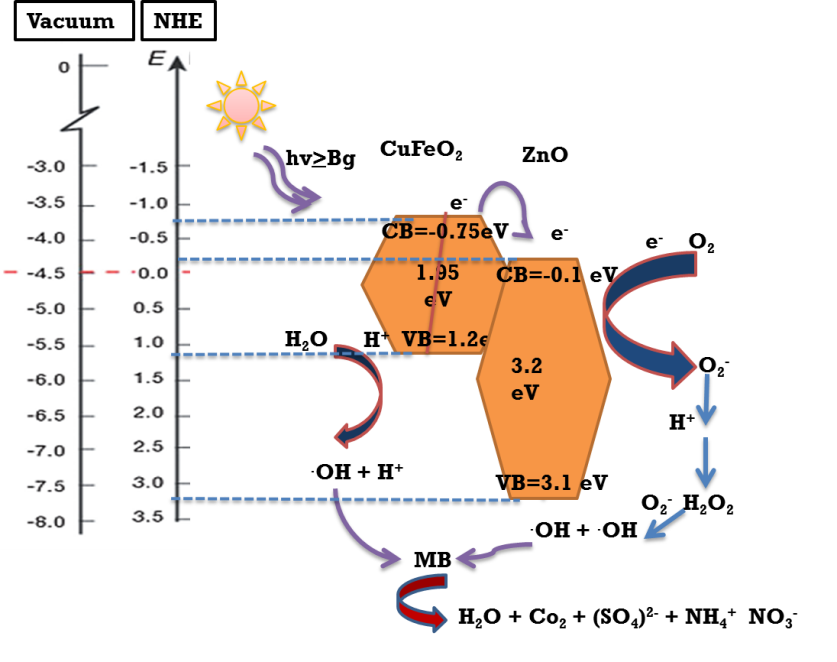 Vacuum
NHE
E
0
-3.0
-3.5
-4.0
-4.5
-5.0
-5.5
-6.0
-6.5
-7.0
-7.5
-8.0
-1.5
-1.0
-0.5
0.0
0.5
1.0
1.5
2.0
2.5
3.0
3.5
hv≥Bg
CuFeO₂
ZnO
e⁻
CB=-0.75eV
1.95
eV
VB=1.2e
e⁻
CB=-0.1 eV
3.2
eV
VB=3.1 eV
e⁻ O₂
O₂⁻
H⁺
O₂⁻ H₂O₂
H₂O H⁺
·OH + H⁺
·OH + ·OH
MB
H₂O + Co₂ + (SO₄)²⁻ + NH₄⁺ NO₃⁻